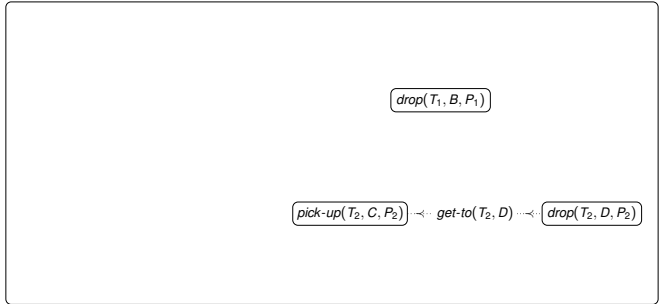 drop(T₁, B, P₁)
pick-up(T₂, C, P₂) ≺ get-to(T₂, D) ≺ drop(T₂, D, P₂)